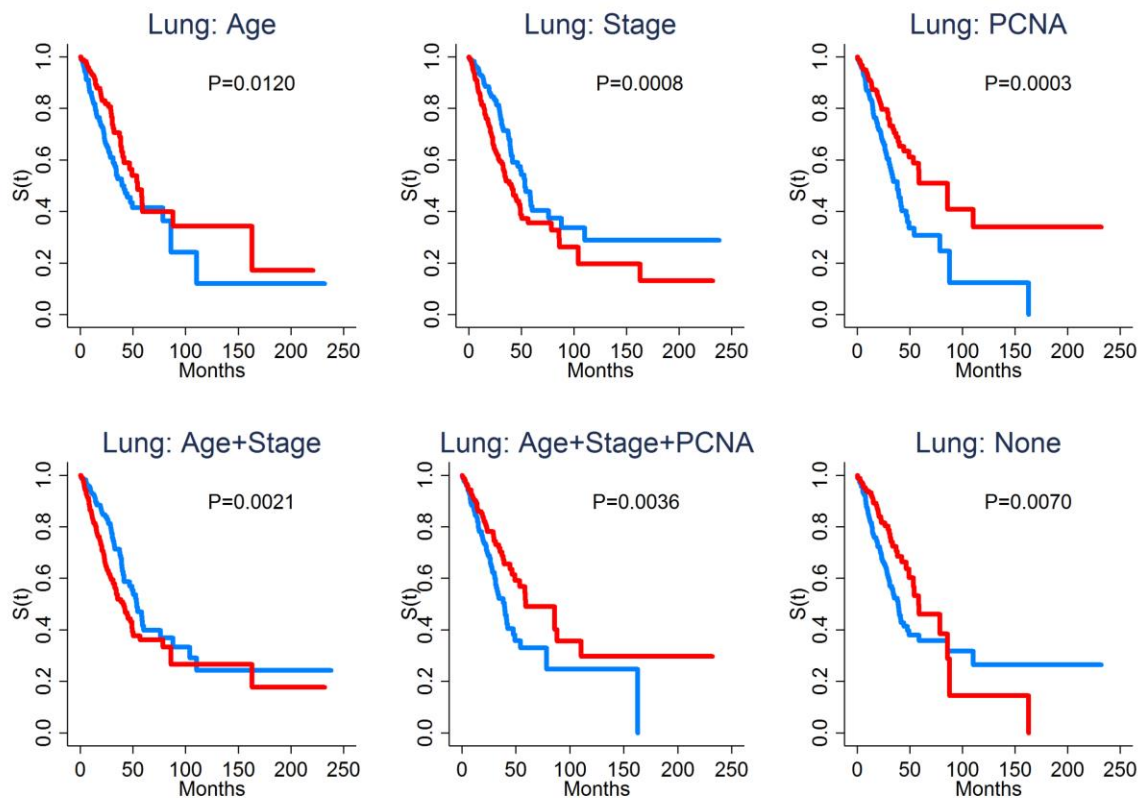 Lung: Age
P=0.0120
S(t)
0.0 0.2 0.4 0.6 0.8 1.0
0 50 100 150 200 250
Months
Lung: Stage
P=0.0008
S(t)
0.0 0.2 0.4 0.6 0.8 1.0
0 50 100 150 200 250
Months
Lung: PCNA
P=0.0003
S(t)
0.0 0.2 0.4 0.6 0.8 1.0
0 50 100 150 200 250
Months
Lung: Age+Stage
P=0.0021
S(t)
0.0 0.2 0.4 0.6 0.8 1.0
0 50 100 150 200 250
Months
Lung: Age+Stage+PCNA
P=0.0036
S(t)
0.0 0.2 0.4 0.6 0.8 1.0
0 50 100 150 200 250
Months
Lung: None
P=0.0070
S(t)
0.0 0.2 0.4 0.6 0.8 1.0
0 50 100 150 200 250
Months